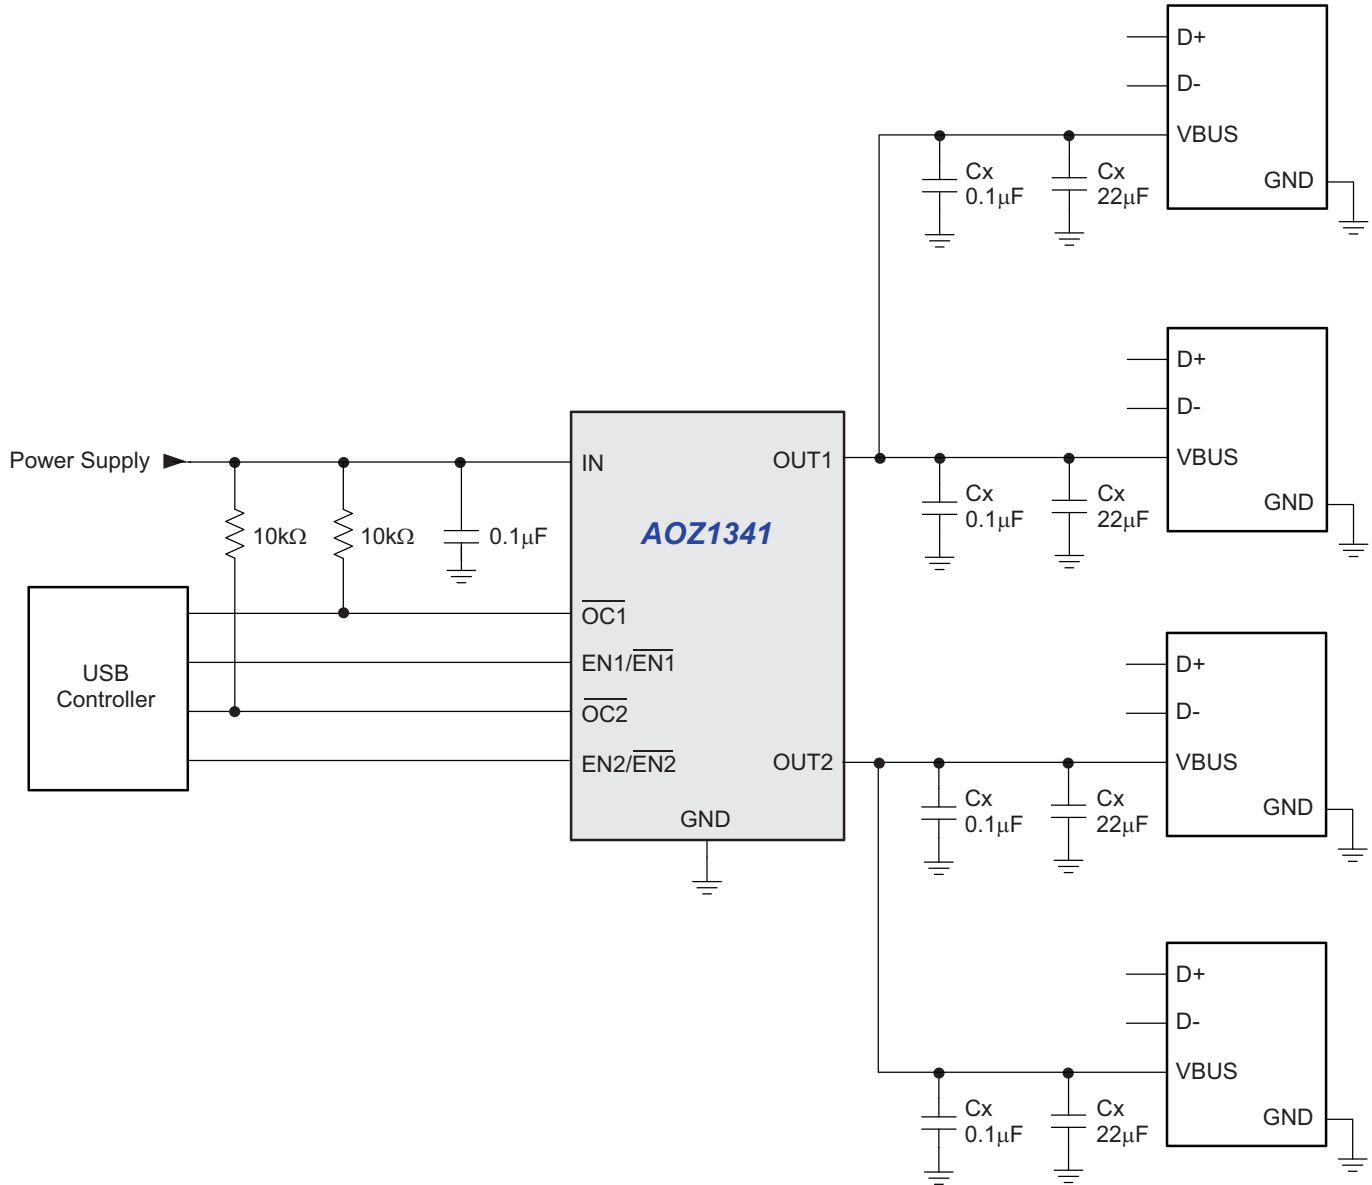 D+
D-
VBUS
GND
Cx
0.1μF
Cx
22μF
D+
D-
VBUS
GND
Cx
0.1μF
Cx
22μF
Power Supply
10kΩ
10kΩ
0.1μF
USB
Controller
IN
OUT1
AOZ1341
OC1
EN1/EN1
OC2
EN2/EN2
OUT2
GND
D+
D-
VBUS
GND
Cx
0.1μF
Cx
22μF
D+
D-
VBUS
GND
Cx
0.1μF
Cx
22μF